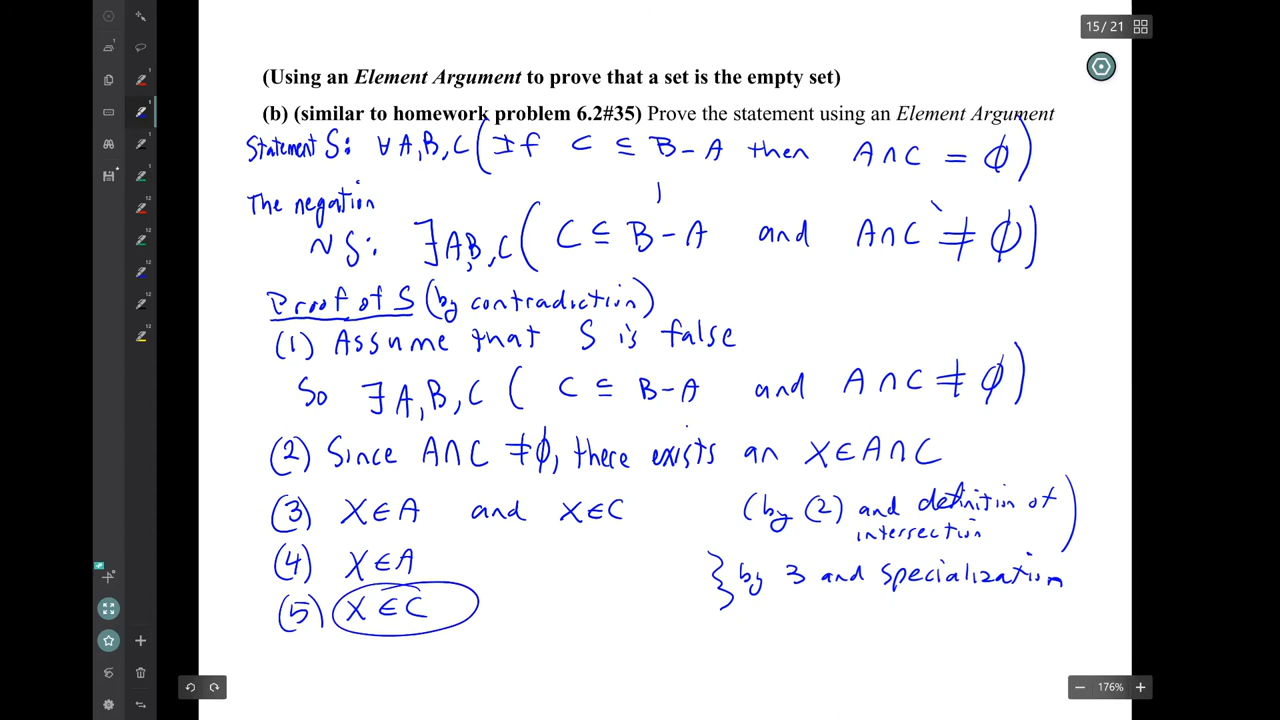 15/21
(Using an Element Argument to prove that a set is the empty set)
(b) (similar to homework problem 6.2#35) Prove the statement using an Element Argument
Statement S: ∀ A,B,C (If C ⊆ B − A then A∩C = ϕ)
The negation
~ S: ∃ A,B,C ( C ⊆ B − A and A∩C ≠ ϕ)
Proof of S (by contradiction)
(1) Assume that S is false
So ∃ A,B,C ( C ⊆ B−A and A∩C ≠ ϕ)
(2) Since A∩C ≠ϕ, there exists an X∈A∩C
(3) X∈A and X∈C (by (2) and definition of intersection)
(4) X∈A
(5) X∈C } by 3 and specialization
176%